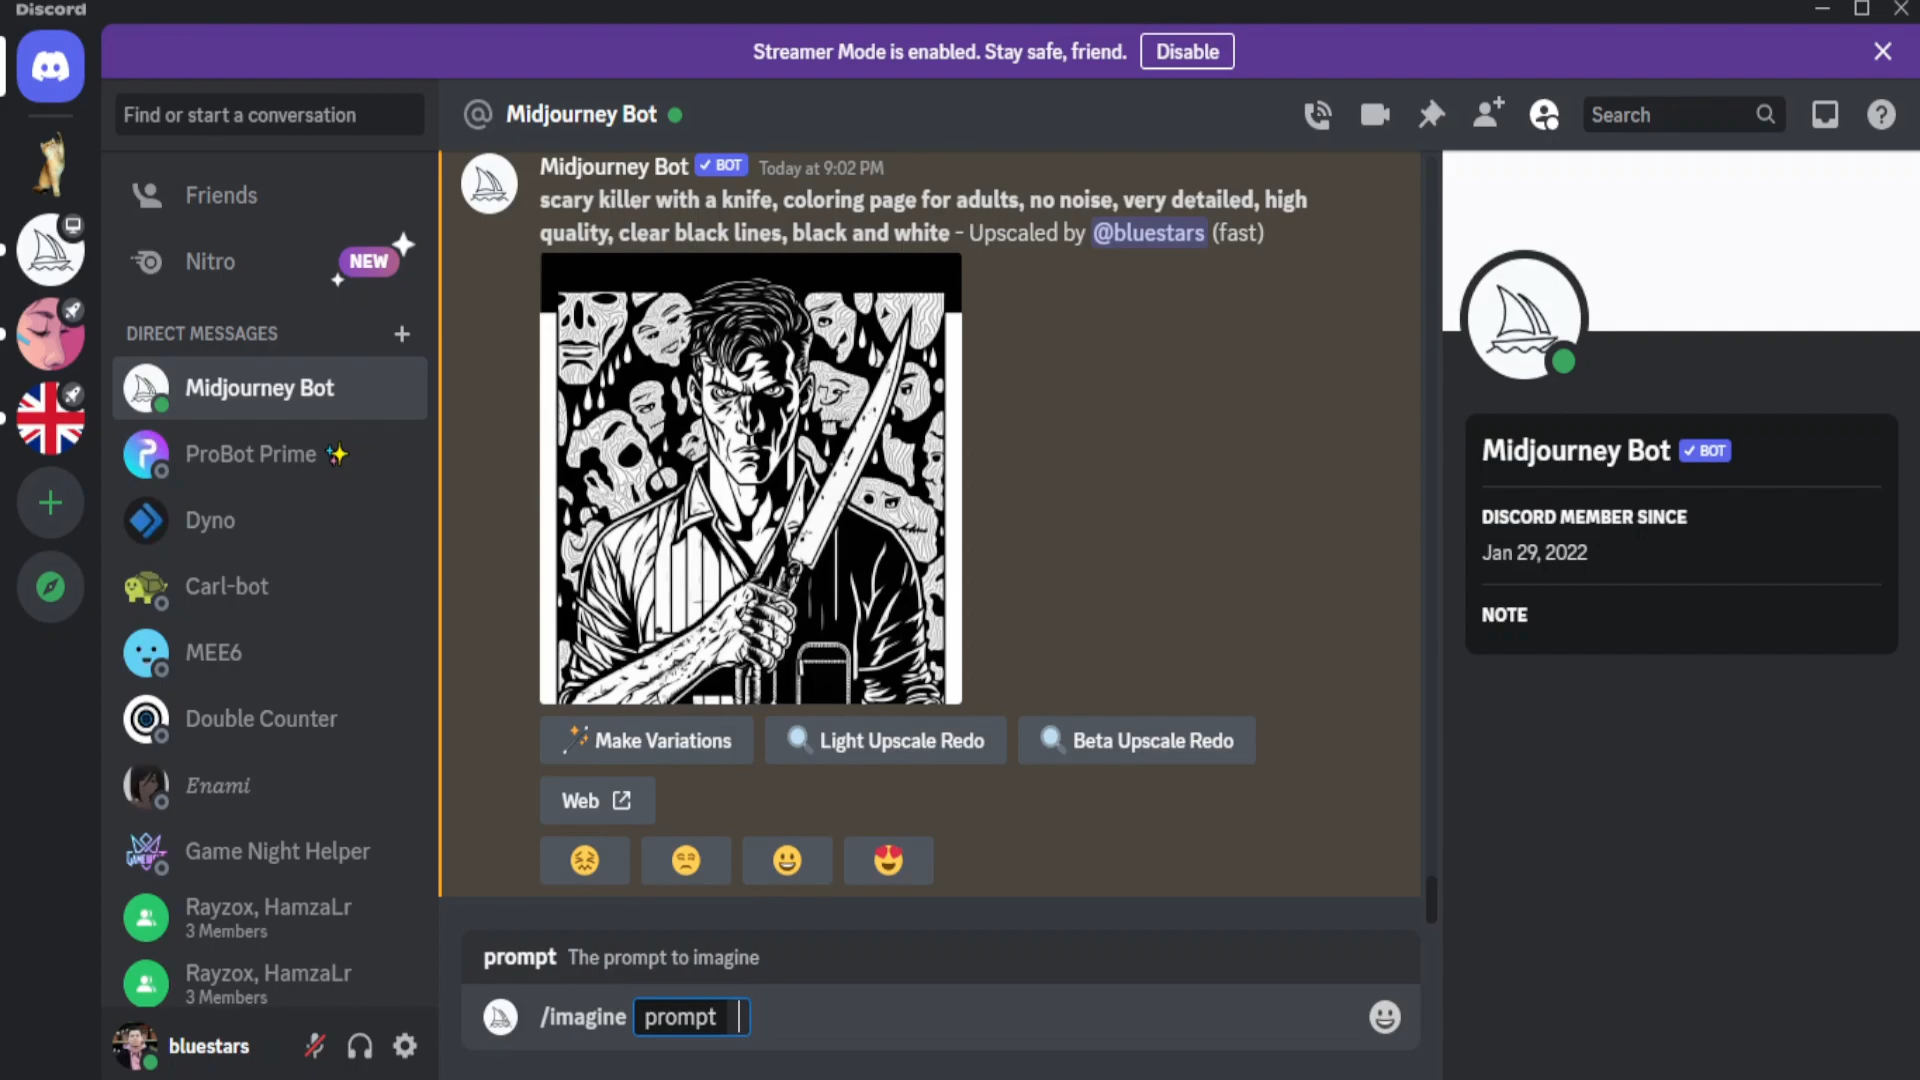 Discord
Streamer Mode is enabled. Stay safe, friend.
Disable
Find or start a conversation
Midjourney Bot
Search
Friends
Nitro
NEW
DIRECT MESSAGES
Midjourney Bot
ProBot Prime
Dyno
Carl-bot
MEE6
Double Counter
Enami
Game Night Helper
Rayzox, HamzaLr
3 Members
Rayzox, HamzaLr
3 Members
bluestars
Midjourney Bot BOT Today at 9:02 PM
scary killer with a knife, coloring page for adults, no noise, very detailed, high
quality, clear black lines, black and white - Upscaled by @bluestars (fast)
Make Variations
Light Upscale Redo
Beta Upscale Redo
Web
prompt The prompt to imagine
/imagine prompt
Midjourney Bot BOT
DISCORD MEMBER SINCE
Jan 29, 2022
NOTE